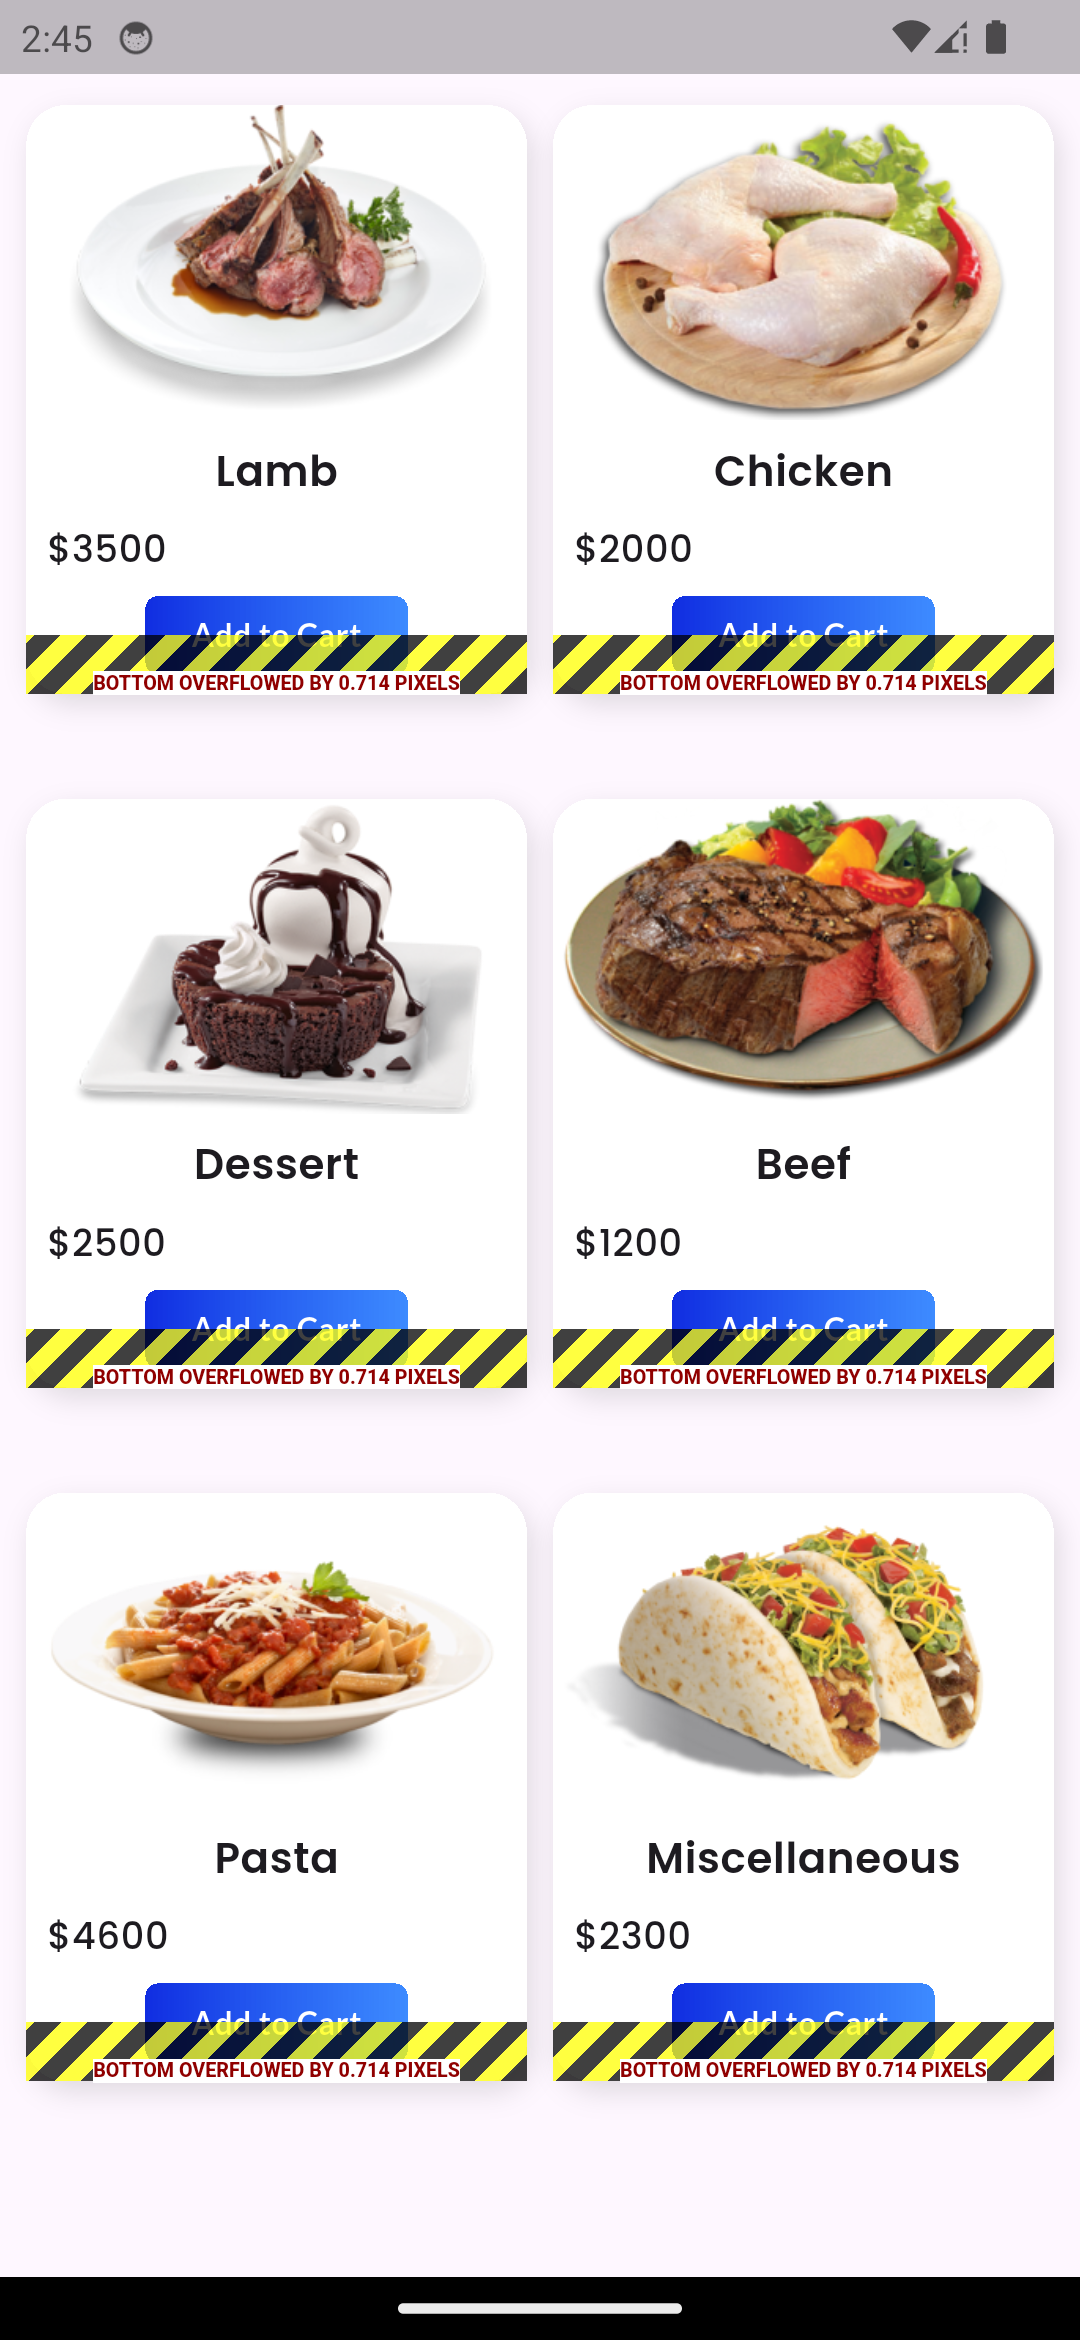 2:45
Lamb
Chicken
$3500
$2000
Add to Cart
Add to Cart
BOTTOM OVERFLOWED BY 0.714 PIXELS
BOTTOM OVERFLOWED BY 0.714 PIXELS
Dessert
Beef
$2500
$1200
Add to Cart
Add to Cart
BOTTOM OVERFLOWED BY 0.714 PIXELS
BOTTOM OVERFLOWED BY 0.714 PIXELS
Pasta
Miscellaneous
$4600
$2300
Add to Cart
Add to Cart
BOTTOM OVERFLOWED BY 0.714 PIXELS
BOTTOM OVERFLOWED BY 0.714 PIXELS